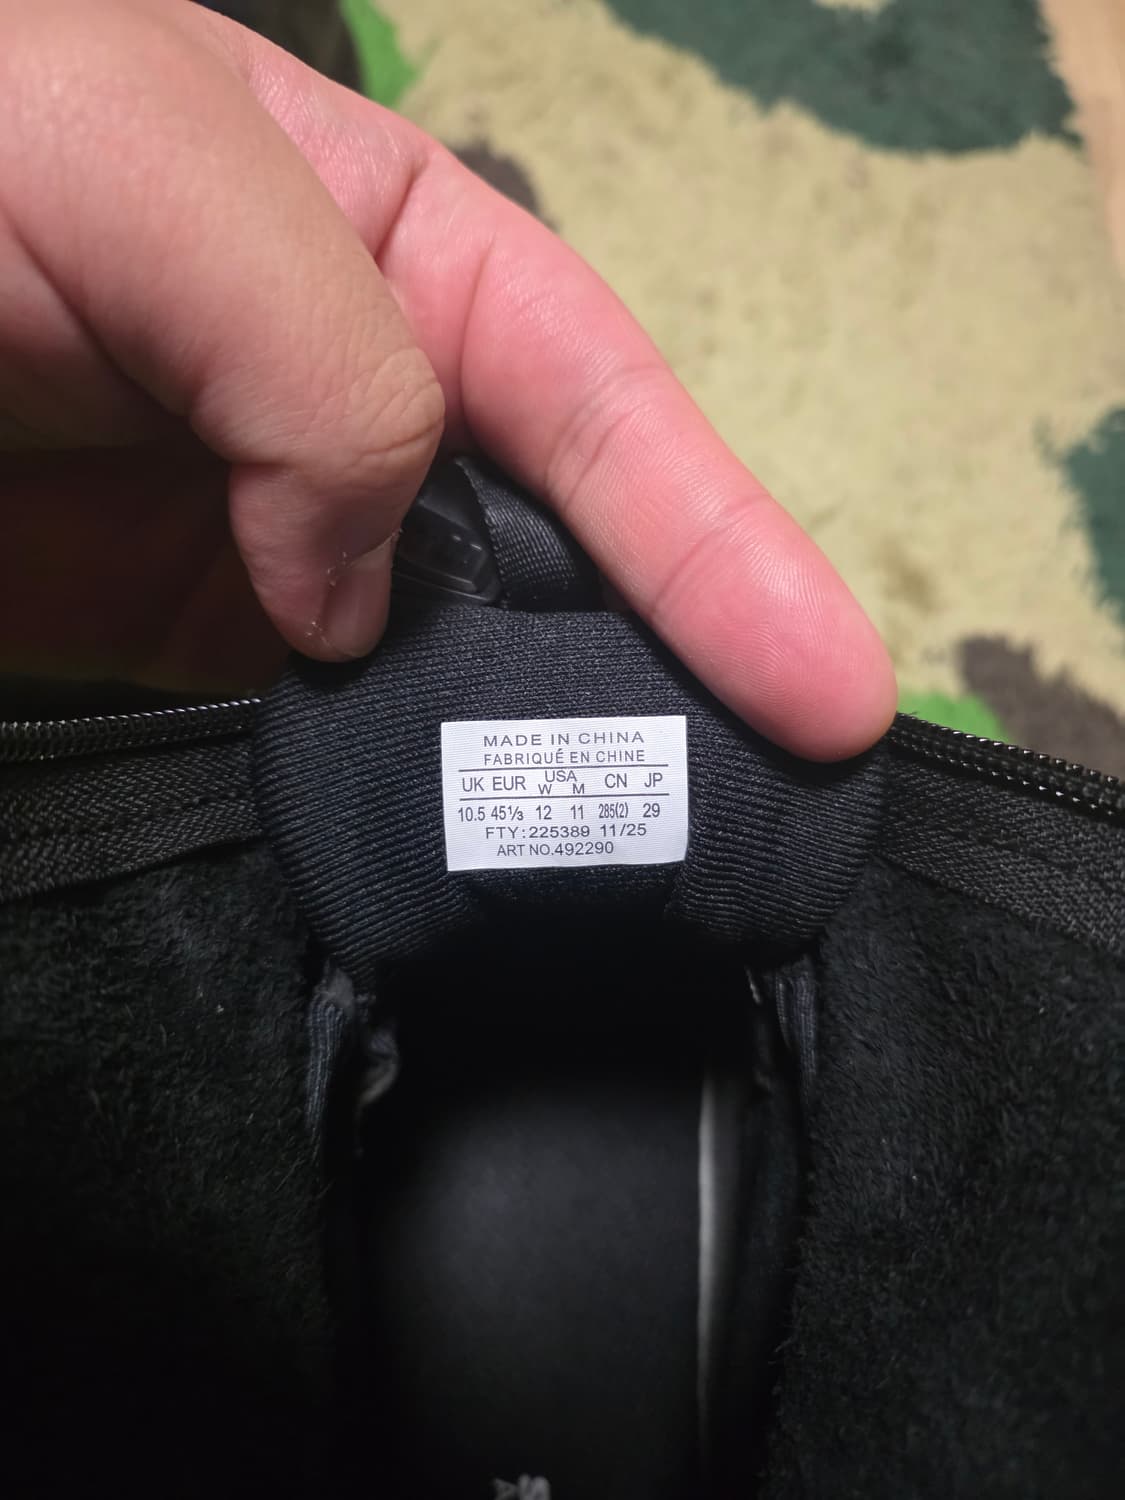 MADE IN CHINA
FABRIQUÉ EN CHINE
UK EUR USA W M CN JP
10.5 45⅓ 12 11 285(2) 29
FTY: 225389 11/25
ART NO.492290